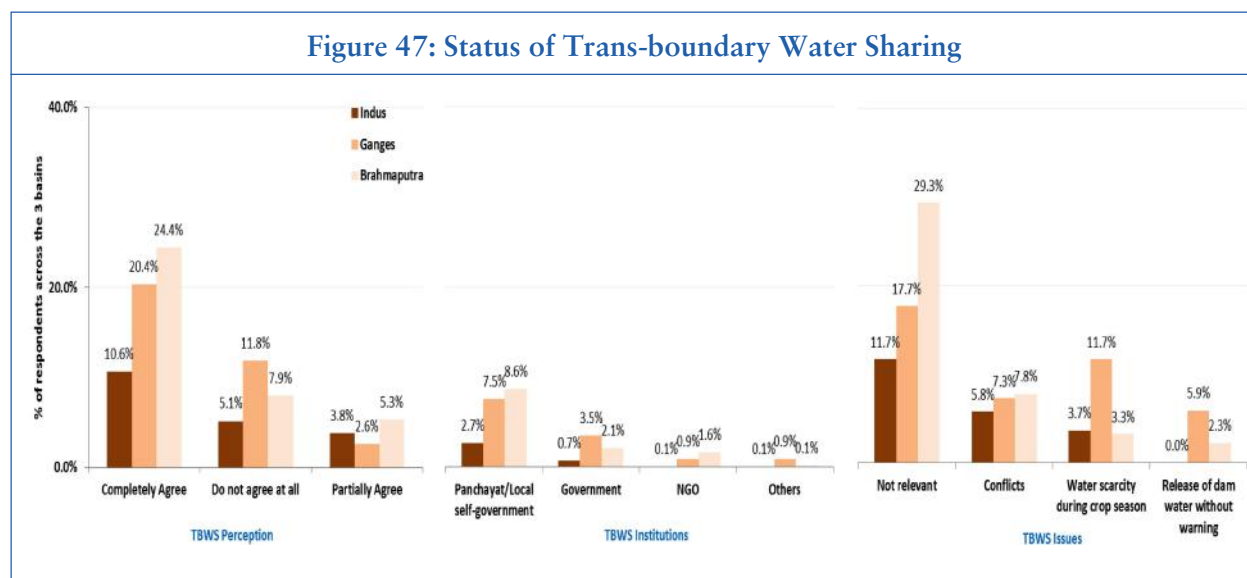 Figure 47: Status of Trans-boundary Water Sharing
% of respondents across the 3 basins
40.0%
20.0%
0.0%
Indus
Ganges
Brahmaputra
10.6%
20.4%
24.4%
5.1%
11.8%
7.9%
3.8%
2.6%
5.3%
Completely Agree
Do not agree at all
Partially Agree
TBWS Perception
2.7%
7.5%
8.6%
0.7%
3.5%
2.1%
0.1%
0.9%
1.6%
0.1%
0.9%
0.1%
Panchayat/Local
self-government
Government
NGO
Others
TBWS Institutions
11.7%
17.7%
29.3%
5.8%
7.3%
7.8%
3.7%
11.7%
3.3%
0.0%
5.9%
2.3%
Not relevant
Conflicts
Water scarcity
during crop season
Release of dam
water without
warning
TBWS Issues